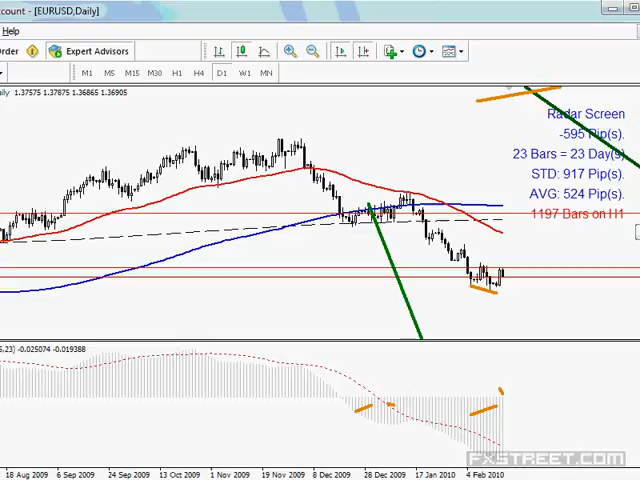 ccount - [EURUSD,Daily]
Help
Order
Expert Advisors
M1 M5 M15 M30 H1 H4 D1 W1 MN
aily 1.37575 1.37875 1.36865 1.36905
Radar Screen
-595 Pip(s).
23 Bars = 23 Day(s).
STD: 917 Pip(s).
AVG: 524 Pip(s).
1197 Bars on H1
5,23) -0.025074 -0.019388
FXSTREET.COM
18 Aug 2009 6 Sep 2009 24 Sep 2009 13 Oct 2009 1 Nov 2009 19 Nov 2009 8 Dec 2009 28 Dec 2009 17 Jan 2010 4 Feb 2010